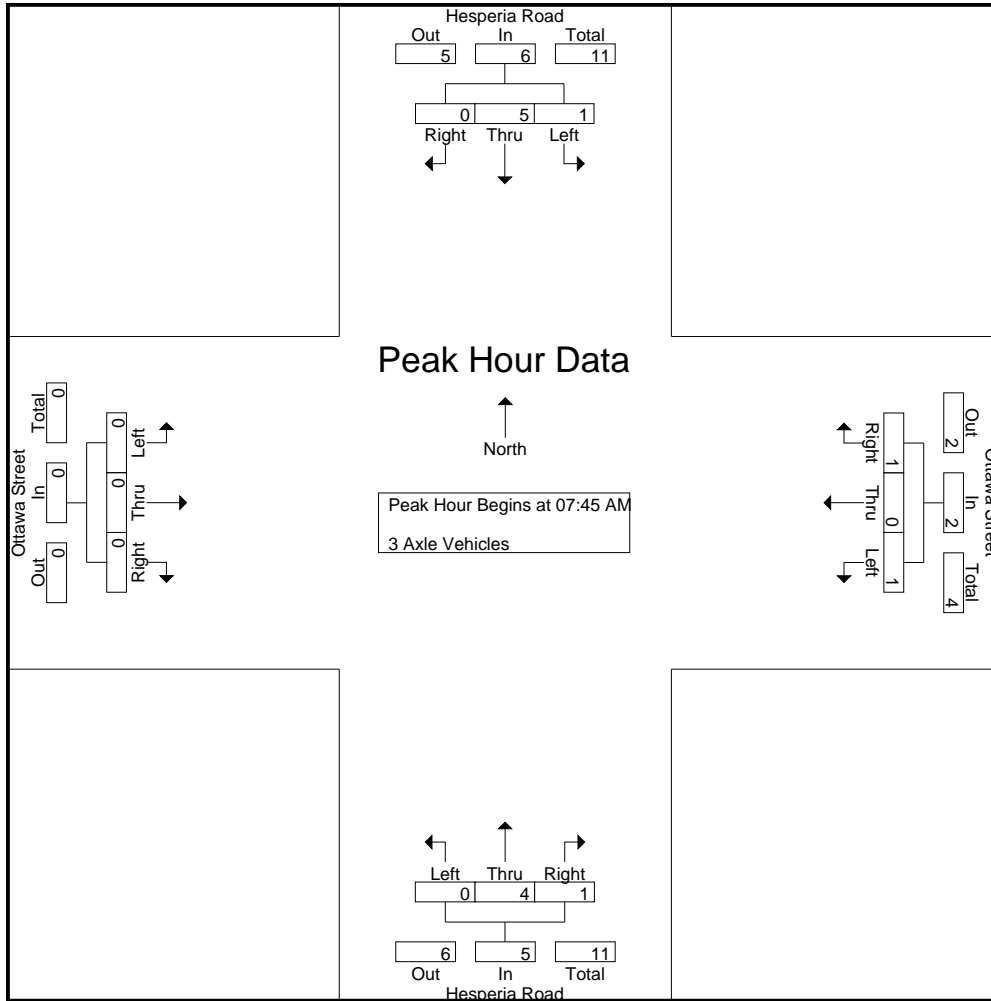 Hesperia Road
Out In Total
5 6 11
0 5 1
Right Thru Left
Peak Hour Data
North
Peak Hour Begins at 07:45 AM
3 Axle Vehicles
Ottawa Street
Total In Out
0 0 0
0 0 0
Left Thru Right
Ottawa Street
Out In Total
2 2 4
1 0 1
Right Thru Left
Left Thru Right
0 4 1
6 5 11
Out In Total
Hesperia Road